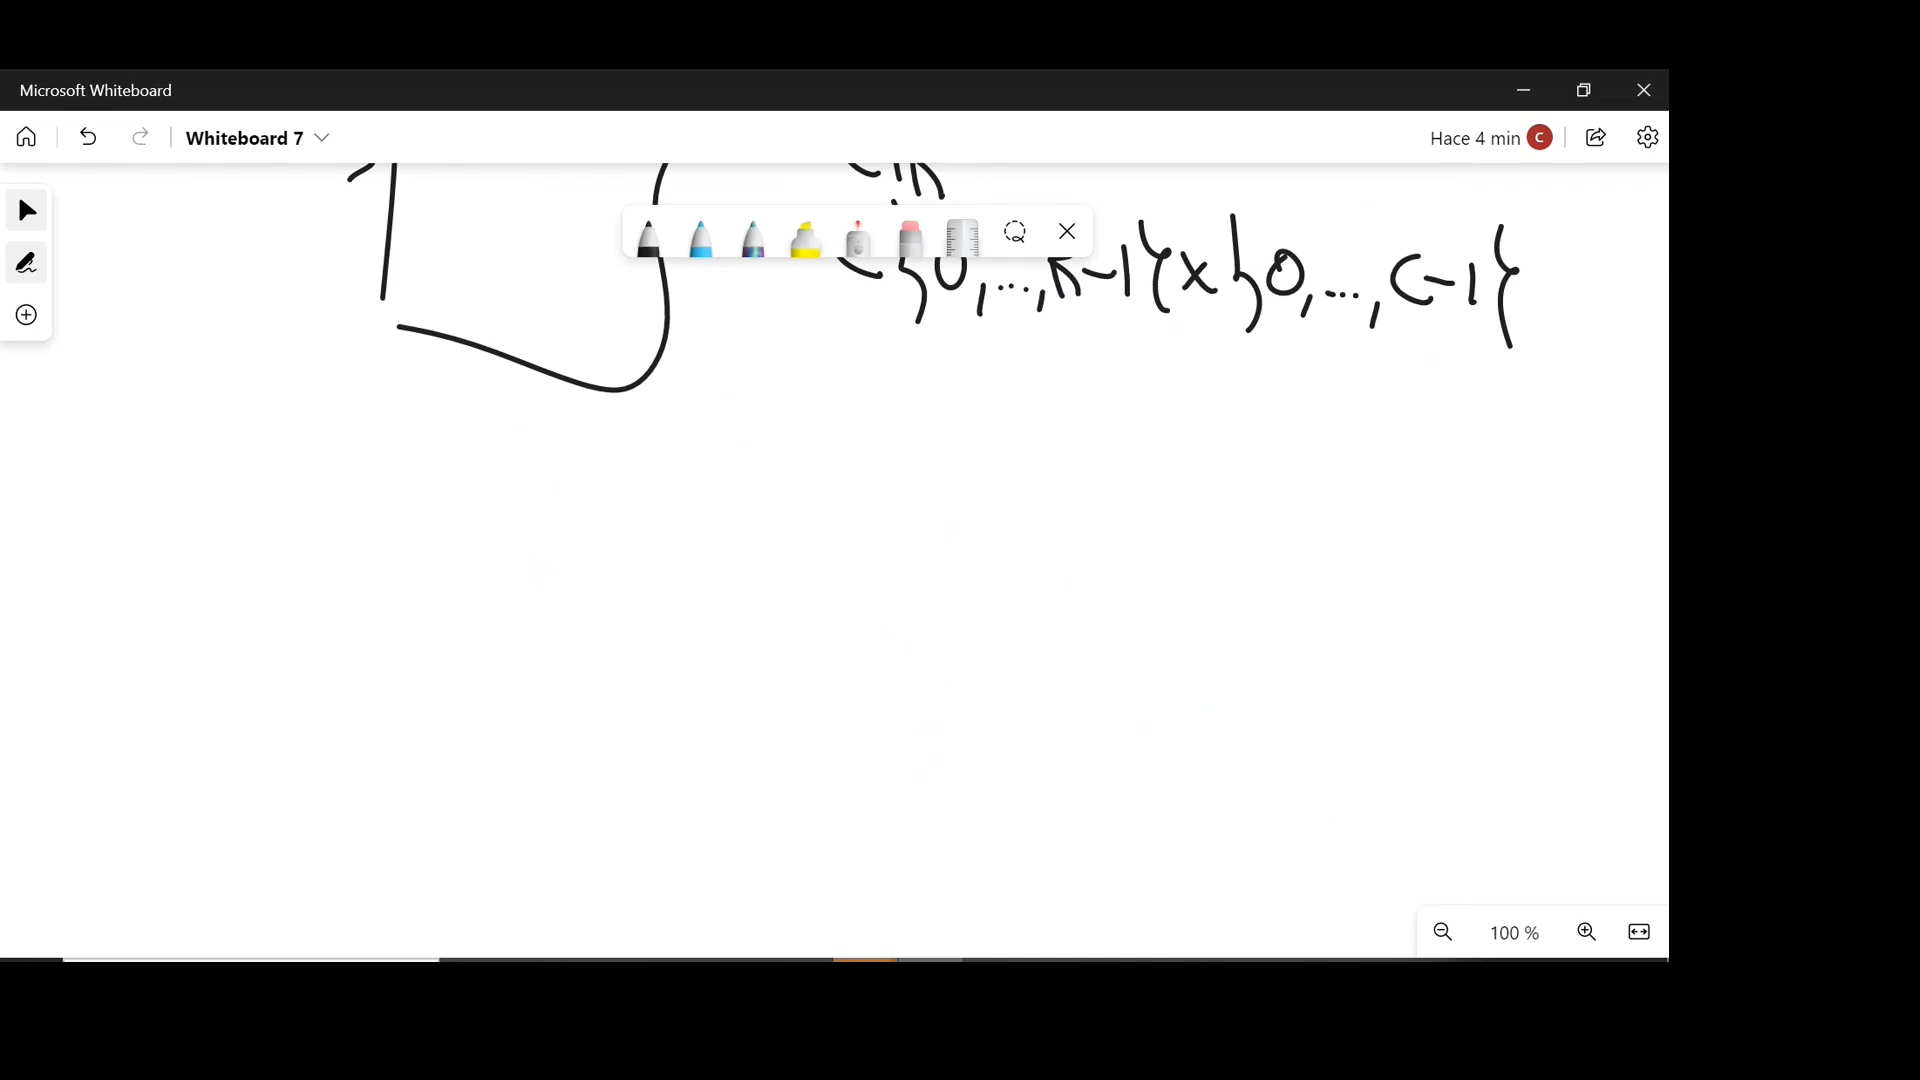 Microsoft Whiteboard
Whiteboard 7
Hace 4 min C
{0,...,R-1}x{0,...,C-1}
100 %